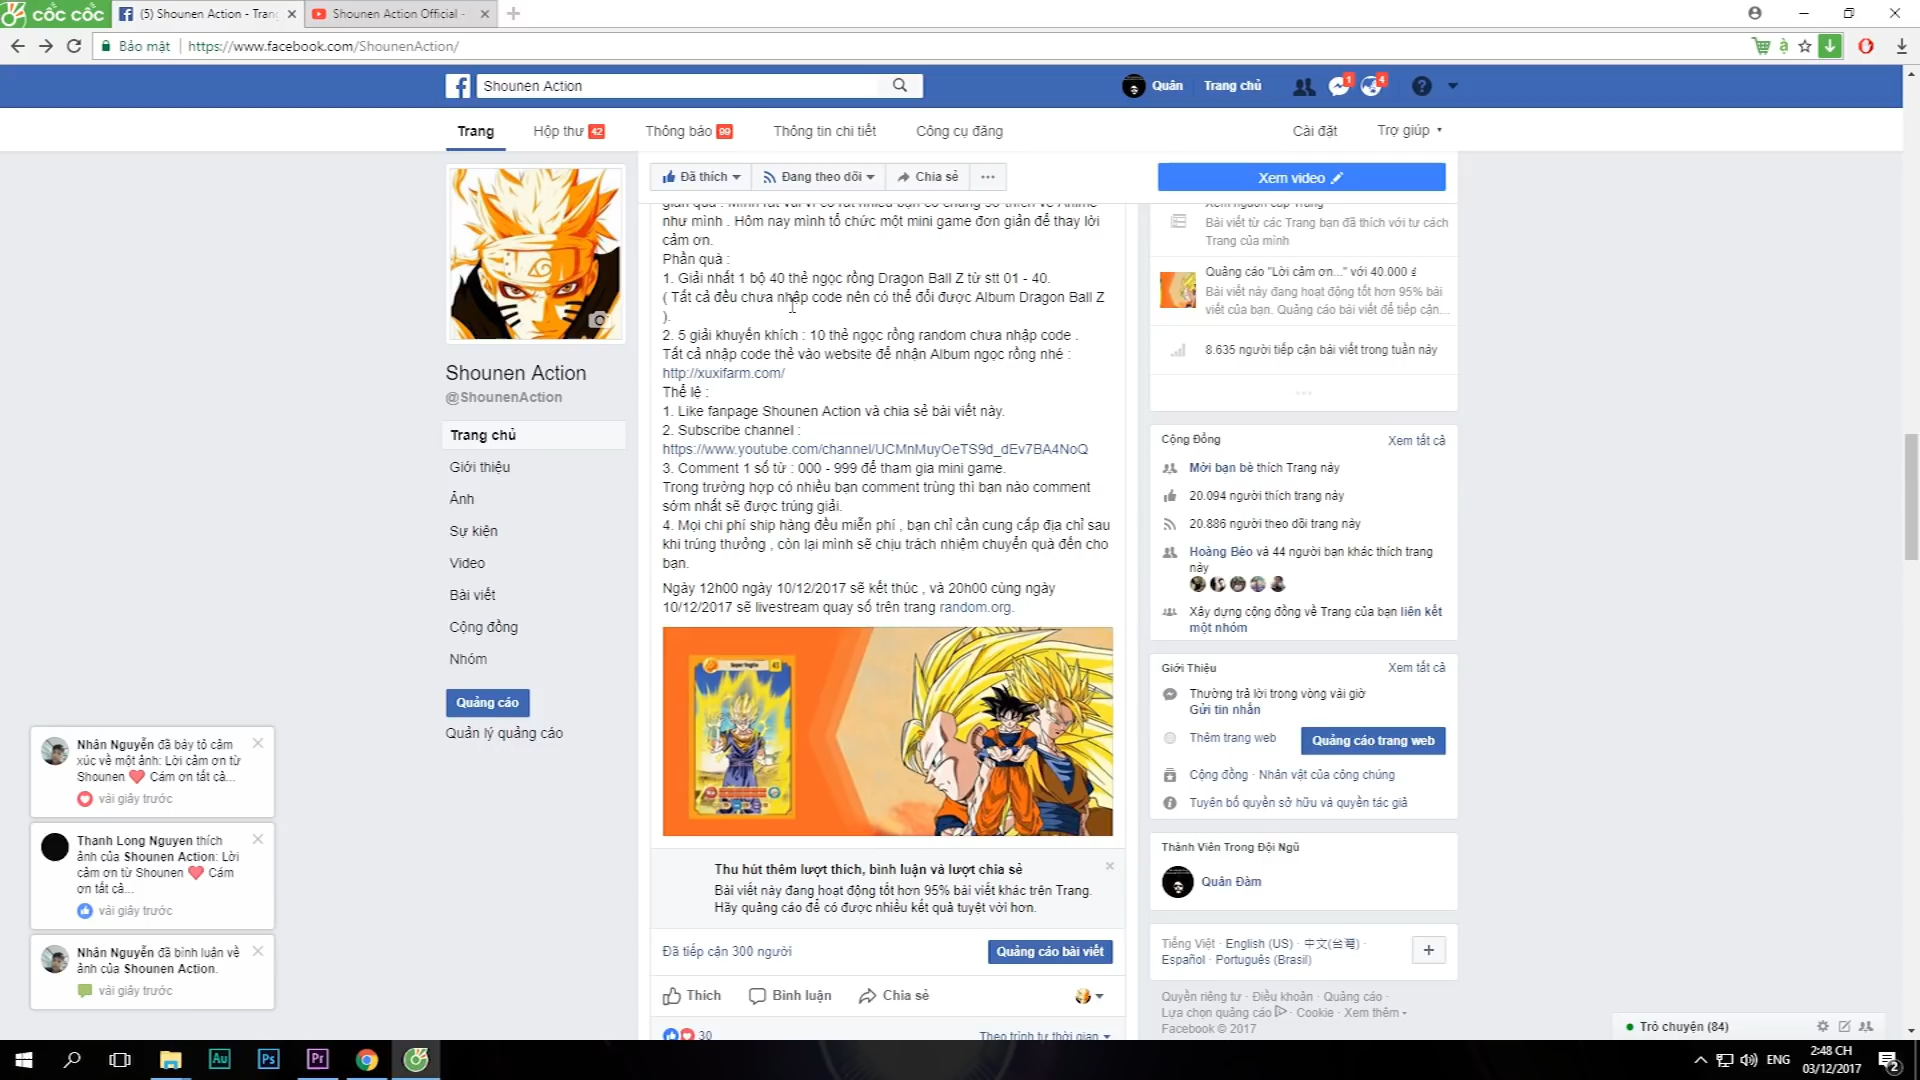 cốc cốc
(5) Shounen Action - Trang
Shounen Action Official -
Bảo mật
https://www.facebook.com/ShounenAction/
Shounen Action
Quân
Trang chủ
1
4
Trang
Hộp thư 42
Thông báo 99
Thông tin chi tiết
Công cụ đăng
Cài đặt
Trợ giúp
Đã thích
Đang theo dõi
Chia sẻ
Xem video
Shounen Action
@ShounenAction
Trang chủ
Giới thiệu
Ảnh
Sự kiện
Video
Bài viết
Cộng đồng
Nhóm
Quảng cáo
Quản lý quảng cáo
như mình . Hôm nay mình tổ chức một mini game đơn giản để thay lời
cảm ơn.
Phần quà :
1. Giải nhất 1 bộ 40 thẻ ngọc rồng Dragon Ball Z từ stt 01 - 40.
( Tất cả đều chưa nhập code nên có thể đổi được Album Dragon Ball Z
).
2. 5 giải khuyến khích : 10 thẻ ngọc rồng random chưa nhập code .
Tất cả nhập code thẻ vào website để nhận Album ngọc rồng nhé :
http://xuxifarm.com/
Thể lệ :
1. Like fanpage Shounen Action và chia sẻ bài viết này.
2. Subscribe channel :
https://www.youtube.com/channel/UCMnMuyOeTS9d_dEv7BA4NoQ
3. Comment 1 số từ : 000 - 999 để tham gia mini game.
Trong trường hợp có nhiều bạn comment trùng thì bạn nào comment
sớm nhất sẽ được trúng giải.
4. Mọi chi phí ship hàng đều miễn phí , bạn chỉ cần cung cấp địa chỉ sau
khi trúng thưởng , còn lại mình sẽ chịu trách nhiệm chuyển quà đến cho
bạn.
Ngày 12h00 ngày 10/12/2017 sẽ kết thúc , và 20h00 cùng ngày
10/12/2017 sẽ livestream quay số trên trang random.org.
Super Vegito
Thu hút thêm lượt thích, bình luận và lượt chia sẻ
Bài viết này đang hoạt động tốt hơn 95% bài viết khác trên Trang.
Hãy quảng cáo để có được nhiều kết quả tuyệt vời hơn.
Đã tiếp cận 300 người
Quảng cáo bài viết
Thích
Bình luận
Chia sẻ
30
Theo trình tự thời gian
Bài viết từ các Trang bạn đã thích với tư cách
Trang của mình
Quảng cáo "Lời cảm ơn..." với 40.000 ₫
Bài viết này đang hoạt động tốt hơn 95% bài
viết của bạn. Quảng cáo bài viết để tiếp cận...
8.635 người tiếp cận bài viết trong tuần này
Cộng Đồng
Xem tất cả
Mời bạn bè thích Trang này
20.094 người thích trang này
20.886 người theo dõi trang này
Hoàng Bẻo và 44 người bạn khác thích trang
này
Xây dựng cộng đồng về Trang của bạn liên kết
một nhóm
Giới Thiệu
Xem tất cả
Thường trả lời trong vòng vài giờ
Gửi tin nhắn
Thêm trang web
Quảng cáo trang web
Cộng đồng · Nhân vật của công chúng
Tuyên bố quyền sở hữu và quyền tác giả
Thành Viên Trong Đội Ngũ
Quân Đàm
Tiếng Việt · English (US) · 中文(台灣) ·
Español · Português (Brasil)
Quyền riêng tư · Điều khoản · Quảng cáo ·
Lựa chọn quảng cáo · Cookie · Xem thêm
Facebook © 2017
Nhân Nguyễn đã bày tỏ cảm
xúc về một ảnh: Lời cảm ơn từ
Shounen ❤ Cám ơn tất cả...
vài giây trước
Thanh Long Nguyen thích
ảnh của Shounen Action: Lời
cảm ơn từ Shounen ❤ Cám
ơn tất cả...
vài giây trước
Nhân Nguyễn đã bình luận về
ảnh của Shounen Action.
vài giây trước
Trò chuyện (84)
Au
Ps
Pr
ENG
2:48 CH
03/12/2017
2